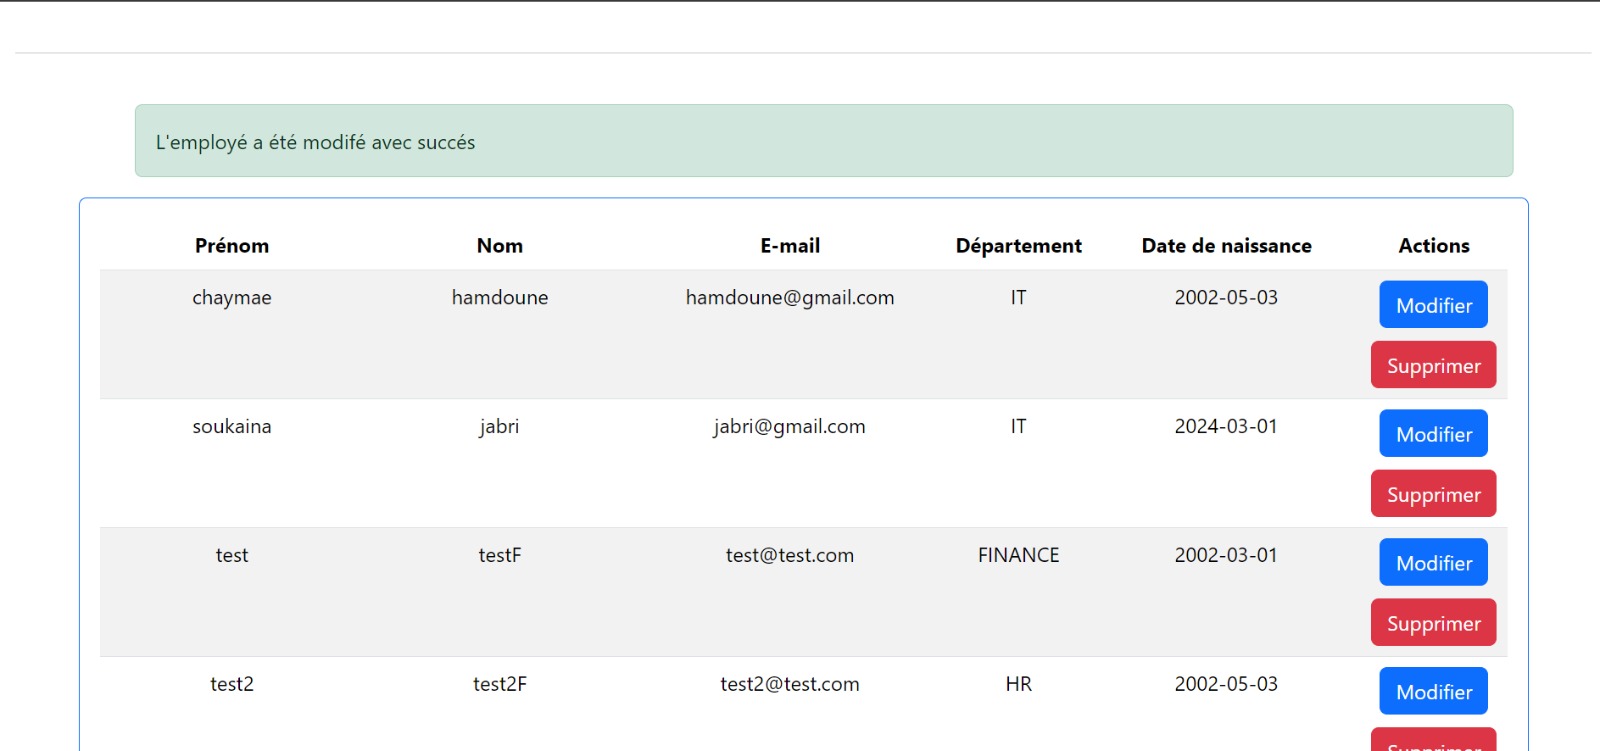 L'employé a été modifé avec succés
Prénom Nom E-mail Département Date de naissance Actions
chaymae hamdoune hamdoune@gmail.com IT 2002-05-03 Modifier
Supprimer
soukaina jabri jabri@gmail.com IT 2024-03-01 Modifier
Supprimer
test testF test@test.com FINANCE 2002-03-01 Modifier
Supprimer
test2 test2F test2@test.com HR 2002-05-03 Modifier
Supprimer